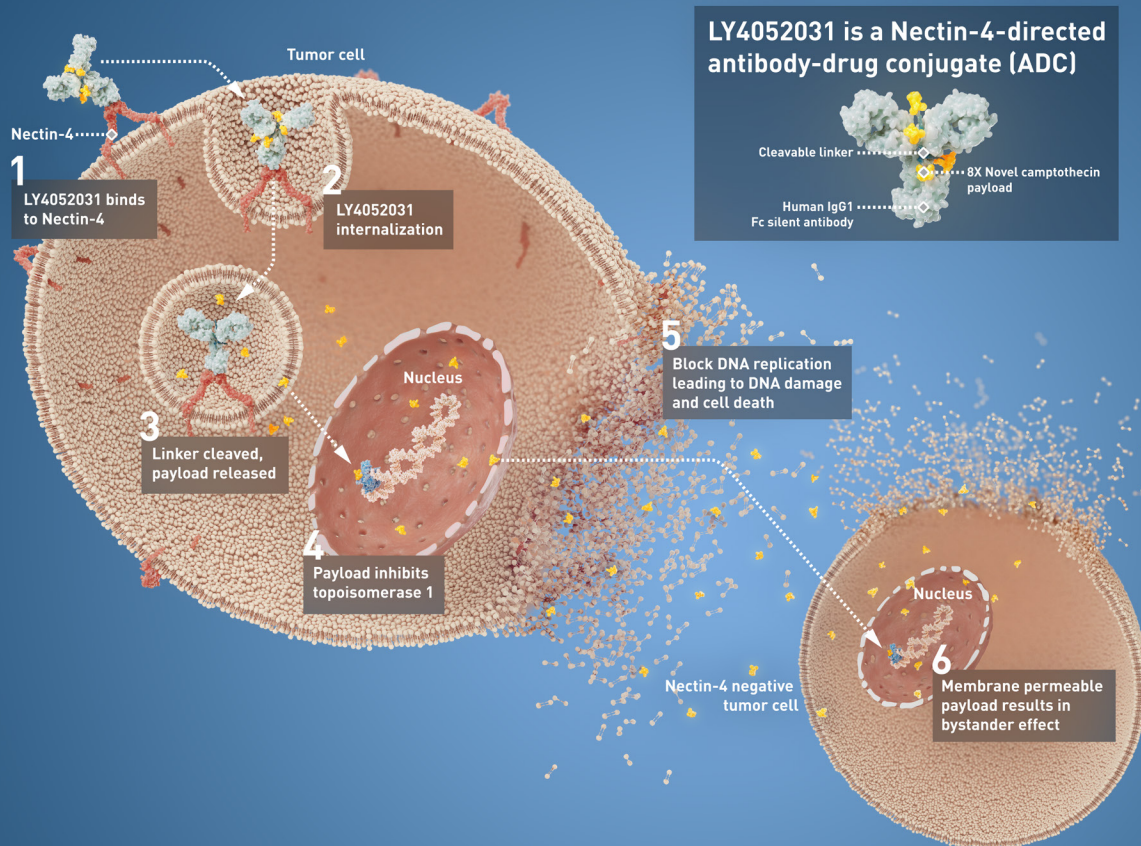 LY4052031 is a Nectin-4-directed
antibody-drug conjugate (ADC)
Cleavable linker
8X Novel camptothecin
payload
Human IgG1
Fc silent antibody
Tumor cell
Nectin-4
1
LY4052031 binds
to Nectin-4
2
LY4052031
internalization
3
Linker cleaved,
payload released
Nucleus
4
Payload inhibits
topoisomerase 1
5
Block DNA replication
leading to DNA damage
and cell death
Nucleus
Nectin-4 negative
tumor cell
6
Membrane permeable
payload results in
bystander effect